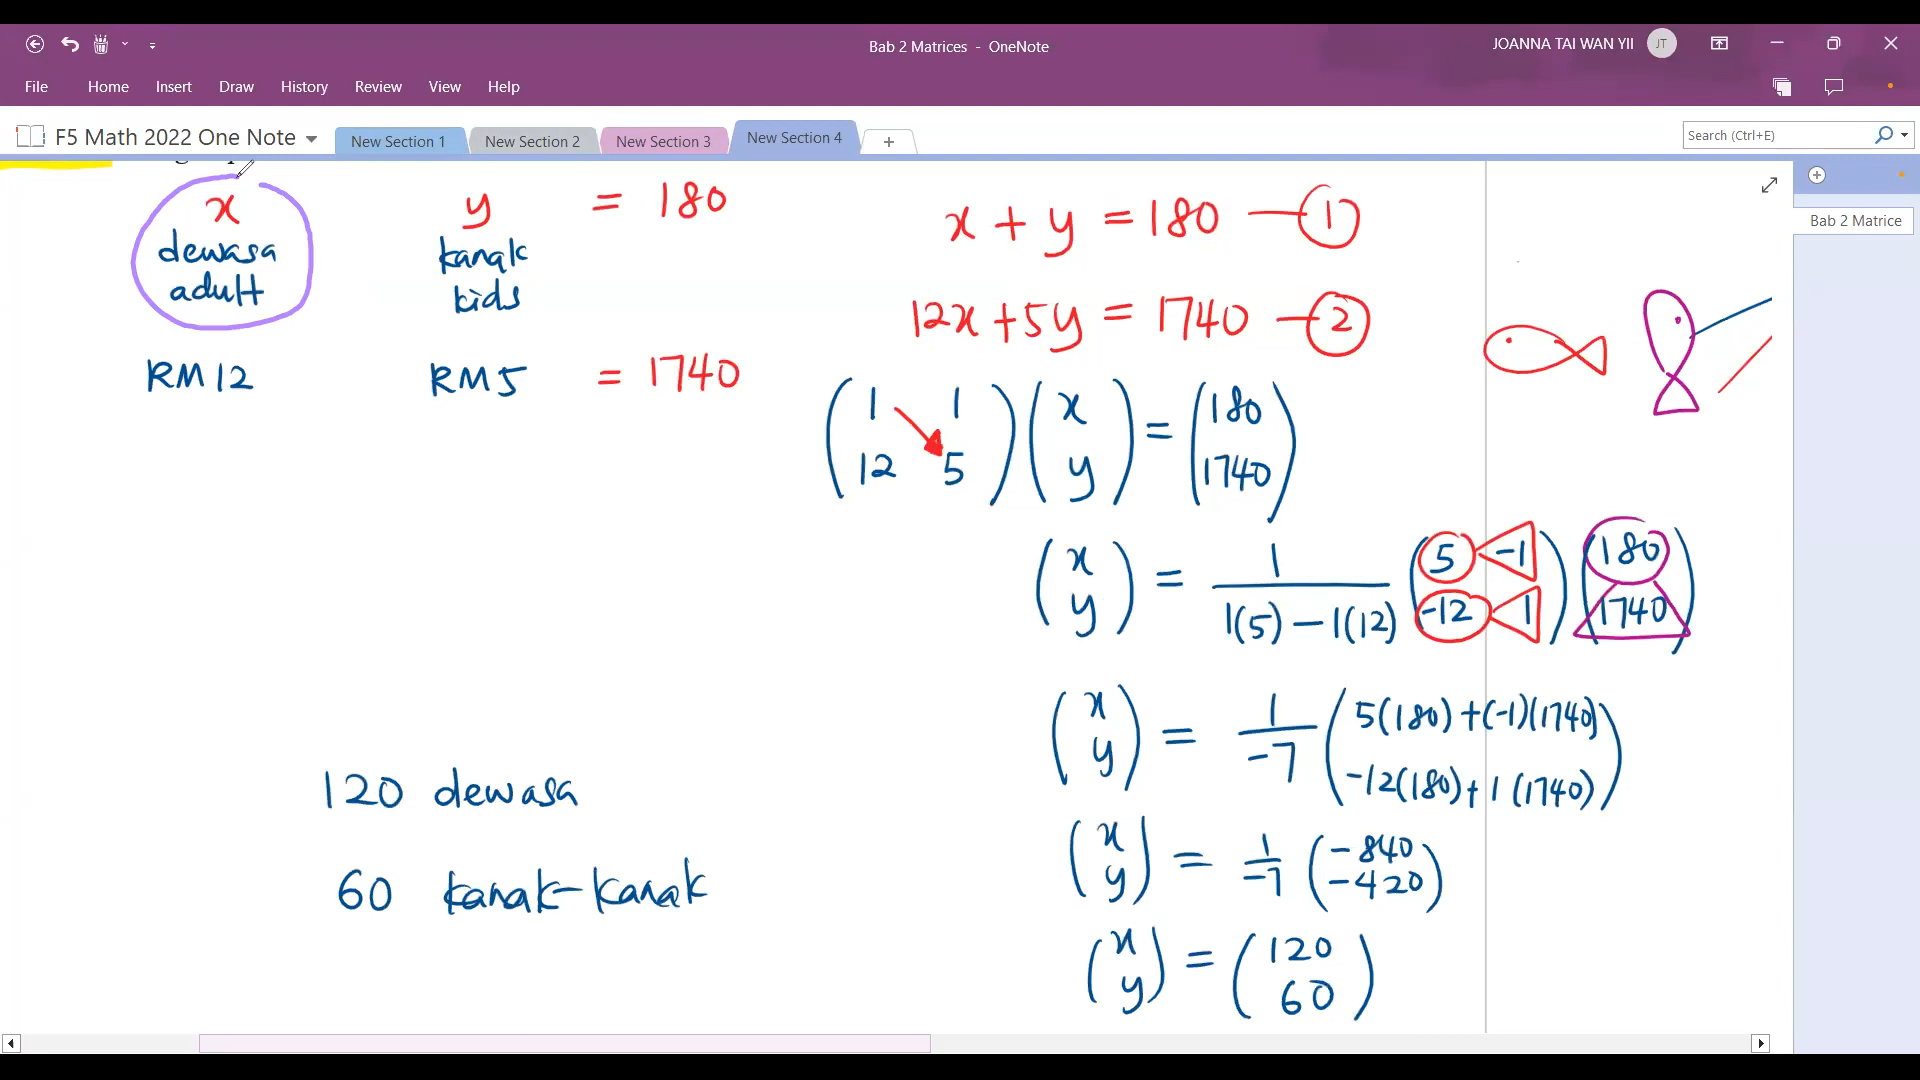 Bab 2 Matrices - OneNote
JOANNA TAI WAN YII JT
File Home Insert Draw History Review View Help
F5 Math 2022 One Note New Section 1 New Section 2 New Section 3 New Section 4 +
Search (Ctrl+E)
Bab 2 Matrice
x y = 180
dewasa kanak
adult kids
RM12 RM5 = 1740
120 dewasa
60 kanak-kanak
x + y = 180 — 1
12x + 5y = 1740 — 2
( 1 1 ) ( x ) = ( 180 )
( 12 5 ) ( y ) ( 1740 )
( x ) = 1 ( 5 -1 ) ( 180 )
( y ) 1(5) - 1(12) ( -12 1 ) ( 1740 )
( x ) = 1 ( 5(180) + (-1)(1740) )
( y ) -7 ( -12(180) + 1(1740) )
( x ) = 1 ( -840 )
( y ) -7 ( -420 )
( x ) = ( 120 )
( y ) ( 60 )